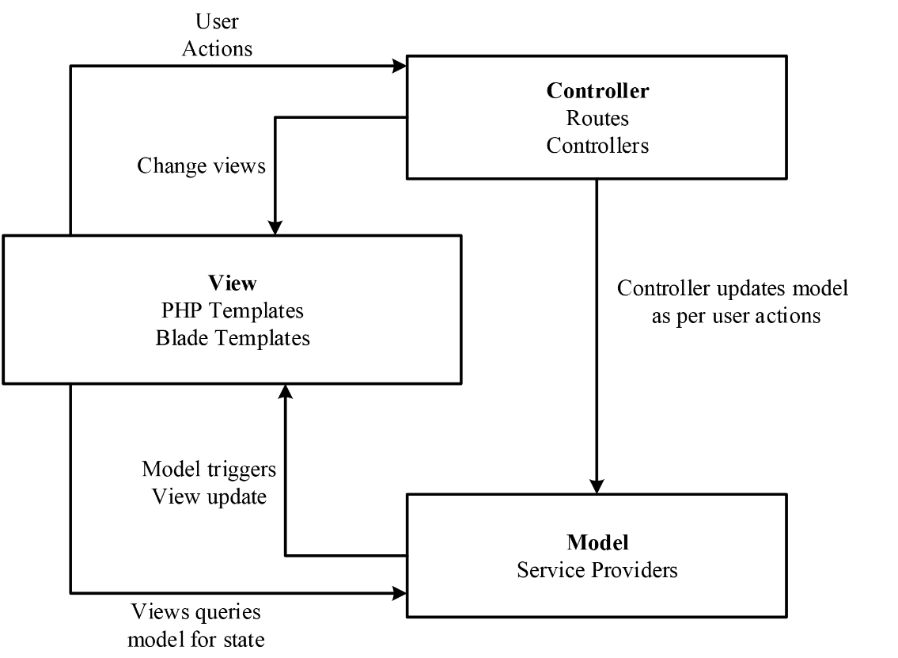 User
Actions
Controller
Routes
Controllers
Change views
View
PHP Templates
Blade Templates
Controller updates model
as per user actions
Model triggers
View update
Model
Service Providers
Views queries
model for state